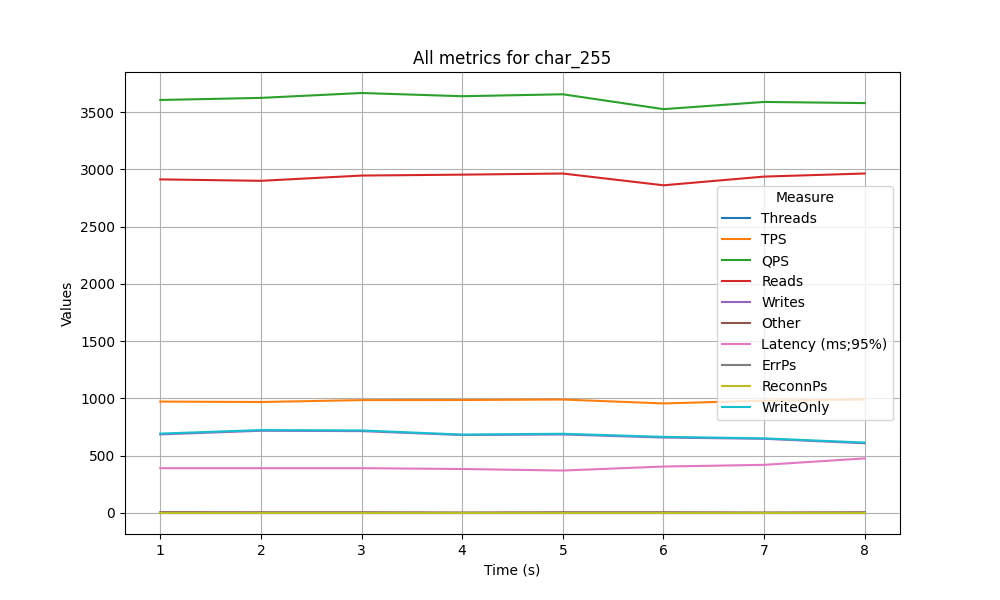 All metrics for char_255
Values
3500
3000
2500
2000
1500
1000
500
0
Measure
Threads
TPS
QPS
Reads
Writes
Other
Latency (ms;95%)
ErrPs
ReconnPs
WriteOnly
1 2 3 4 5 6 7 8
Time (s)